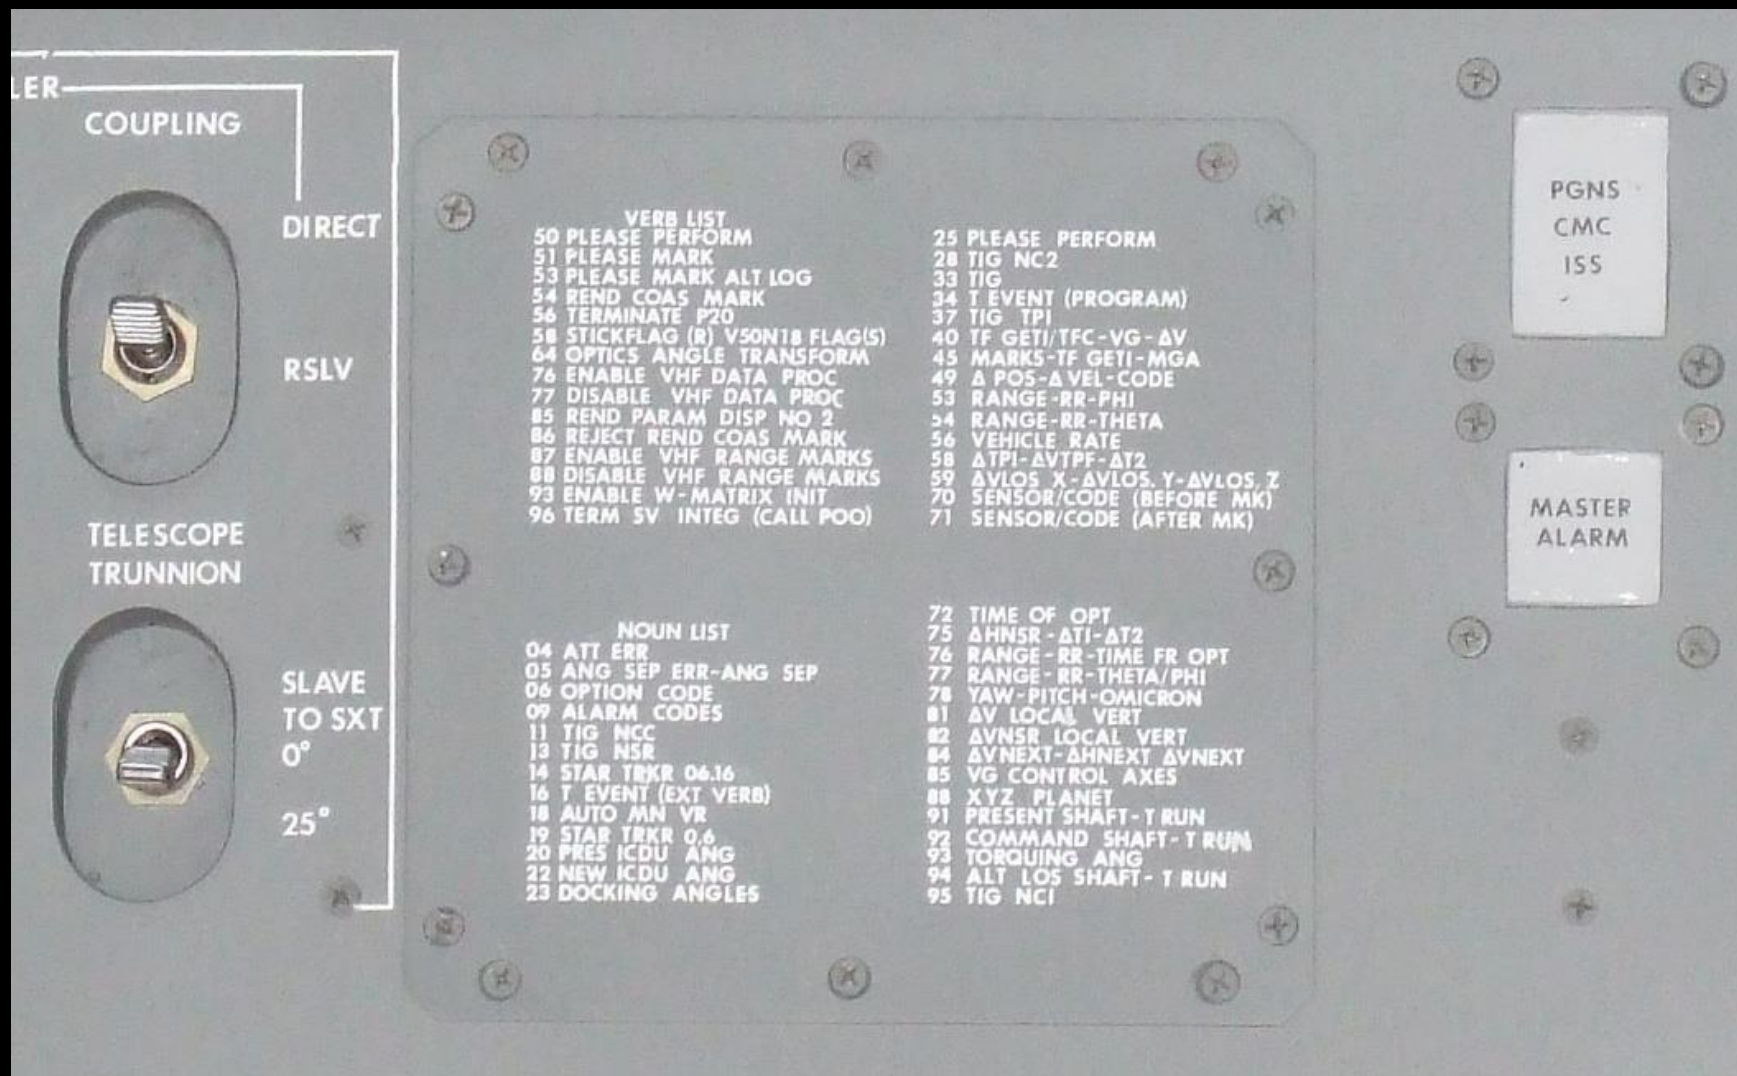 LER
COUPLING
DIRECT
RSLV
TELESCOPE
TRUNNION
SLAVE
TO SXT
0°
25°
VERB LIST
50 PLEASE PERFORM
51 PLEASE MARK
53 PLEASE MARK ALT LOG
54 REND COAS MARK
56 TERMINATE P20
58 STICKFLAG (R) V50N18 FLAG(S)
64 OPTICS ANGLE TRANSFORM
76 ENABLE VHF DATA PROC
77 DISABLE VHF DATA PROC
85 REND PARAM DISP NO 2
86 REJECT REND COAS MARK
87 ENABLE VHF RANGE MARKS
88 DISABLE VHF RANGE MARKS
93 ENABLE W-MATRIX INIT
96 TERM SV INTEG (CALL POO)
NOUN LIST
04 ATT ERR
05 ANG SEP ERR-ANG SEP
06 OPTION CODE
09 ALARM CODES
11 TIG NCC
13 TIG NSR
14 STAR TRKR 06.16
16 T EVENT (EXT VERB)
18 AUTO MN VR
19 STAR TRKR 0,6
20 PRES ICDU ANG
22 NEW ICDU ANG
23 DOCKING ANGLES
25 PLEASE PERFORM
28 TIG NC2
33 TIG
34 T EVENT (PROGRAM)
37 TIG TPI
40 TF GETI/TFC-VG-ΔV
45 MARKS-TF GETI-MGA
49 Δ POS-Δ VEL-CODE
53 RANGE-RR-PHI
54 RANGE-RR-THETA
56 VEHICLE RATE
58 ΔTPI-ΔVTPF-ΔT2
59 ΔVLOS X-ΔVLOS, Y-ΔVLOS, Z
70 SENSOR/CODE (BEFORE MK)
71 SENSOR/CODE (AFTER MK)
72 TIME OF OPT
75 ΔHNSR-ΔT1-ΔT2
76 RANGE-RR-TIME FR OPT
77 RANGE-RR-THETA/PHI
78 YAW-PITCH-OMICRON
81 ΔV LOCAL VERT
82 ΔVNSR LOCAL VERT
84 ΔVNEXT-ΔHNEXT ΔVNEXT
85 VG CONTROL AXES
88 XYZ PLANET
91 PRESENT SHAFT-T RUN
92 COMMAND SHAFT-T RUN
93 TORQUING ANG
94 ALT LOS SHAFT-T RUN
95 TIG NCI
PGNS
CMC
ISS
MASTER
ALARM